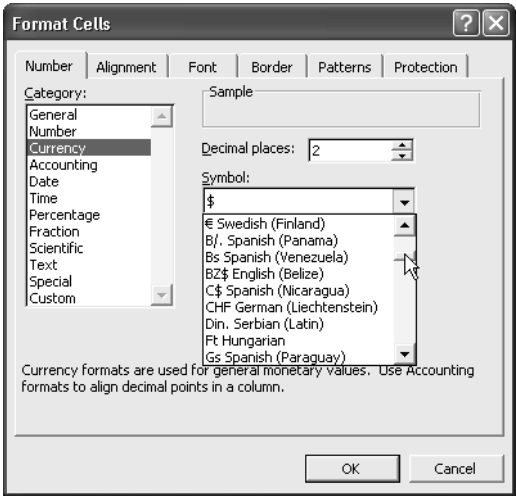 Format Cells
Number Alignment Font Border Patterns Protection
Category:
General
Number
Currency
Accounting
Date
Time
Percentage
Fraction
Scientific
Text
Special
Custom
Sample
Decimal places: 2
Symbol:
$
€ Swedish (Finland)
B/. Spanish (Panama)
Bs Spanish (Venezuela)
BZ$ English (Belize)
C$ Spanish (Nicaragua)
CHF German (Liechtenstein)
Din. Serbian (Latin)
Ft Hungarian
Gs Spanish (Paraguay)
Currency formats are used for general monetary values. Use Accounting
formats to align decimal points in a column.
OK Cancel